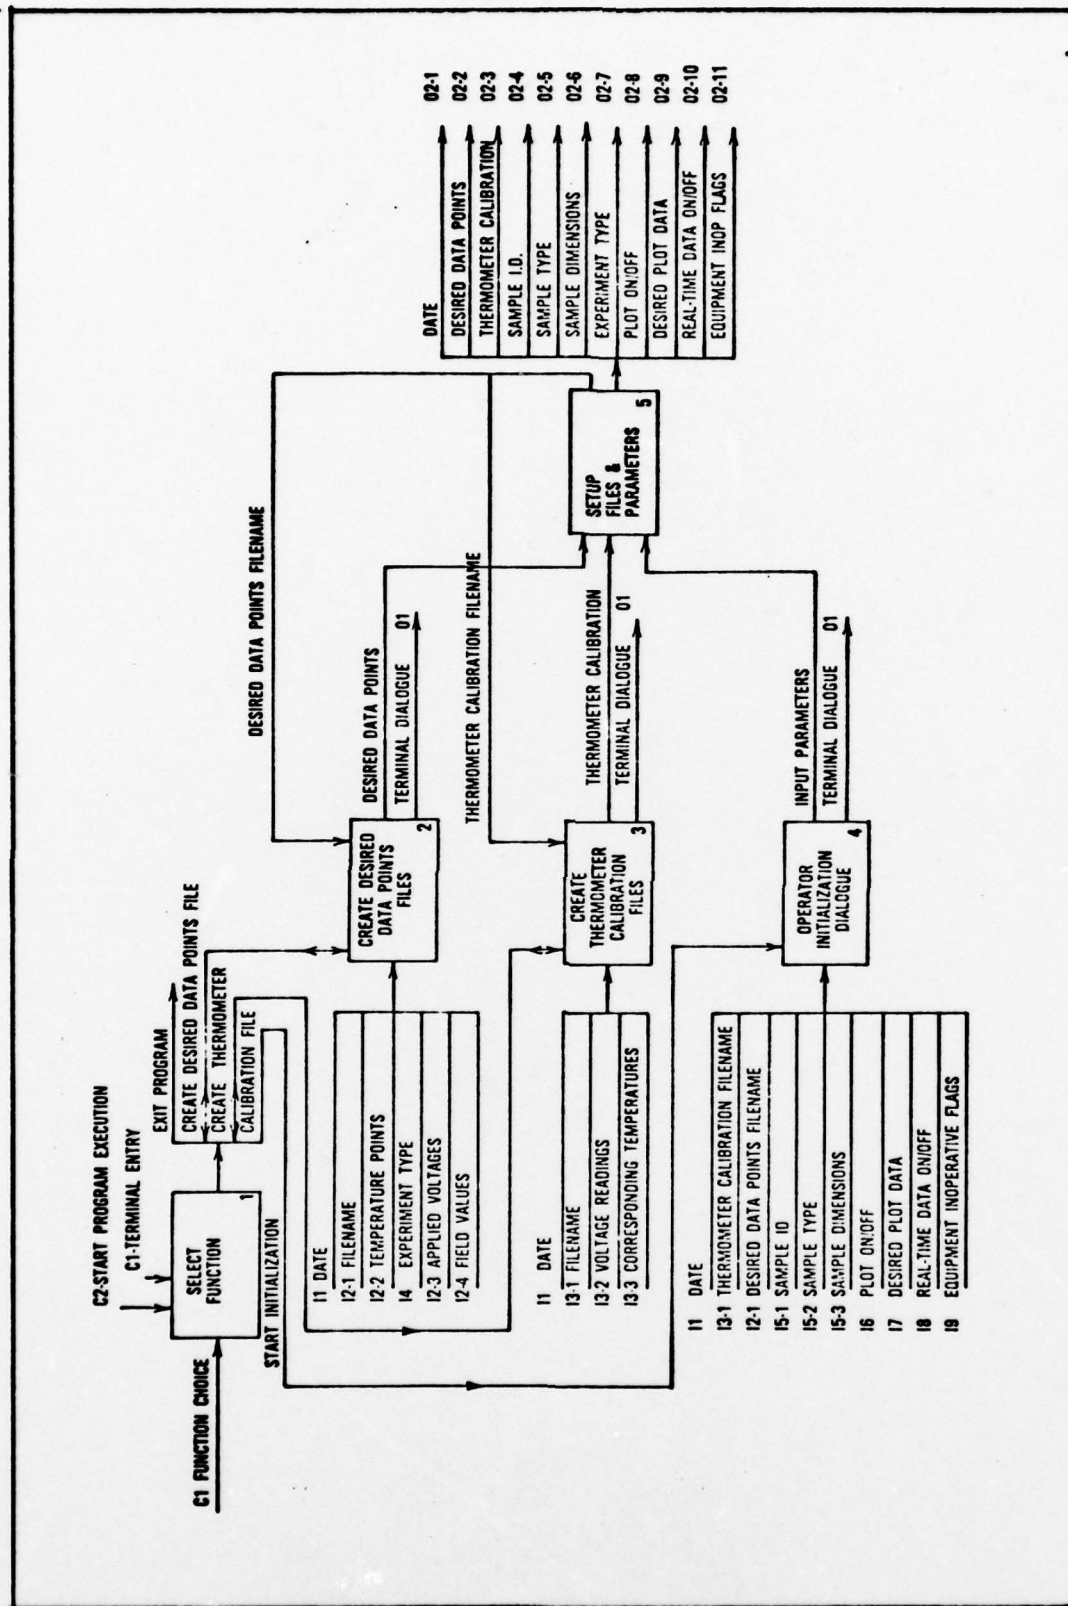 C2-START PROGRAM EXECUTION
C1-TERMINAL ENTRY
C1 FUNCTION CHOICE
SELECT
FUNCTION
1
EXIT PROGRAM
CREATE DESIRED DATA POINTS FILE
CREATE THERMOMETER
CALIBRATION FILE
START INITIALIZATION
I1 DATE
I2-1 FILENAME
I2-2 TEMPERATURE POINTS
I4 EXPERIMENT TYPE
I2-3 APPLIED VOLTAGES
I2-4 FIELD VALUES
CREATE DESIRED
DATA POINTS
FILES
2
DESIRED DATA POINTS FILENAME
DESIRED DATA POINTS
TERMINAL DIALOGUE O1
THERMOMETER CALIBRATION FILENAME
I1 DATE
I3-1 FILENAME
I3-2 VOLTAGE READINGS
I3-3 CORRESPONDING TEMPERATURES
CREATE
THERMOMETER
CALIBRATION
FILES
3
THERMOMETER CALIBRATION
TERMINAL DIALOGUE O1
I1 DATE
I3-1 THERMOMETER CALIBRATION FILENAME
I2-1 DESIRED DATA POINTS FILENAME
I5-1 SAMPLE ID
I5-2 SAMPLE TYPE
I5-3 SAMPLE DIMENSIONS
I6 PLOT ON/OFF
I7 DESIRED PLOT DATA
I8 REAL-TIME DATA ON/OFF
I9 EQUIPMENT INOPERATIVE FLAGS
OPERATOR
INITIALIZATION
DIALOGUE
4
INPUT PARAMETERS
TERMINAL DIALOGUE O1
SETUP
FILES &
PARAMETERS
5
DATE O2-1
DESIRED DATA POINTS O2-2
THERMOMETER CALIBRATION O2-3
SAMPLE I.D. O2-4
SAMPLE TYPE O2-5
SAMPLE DIMENSIONS O2-6
EXPERIMENT TYPE O2-7
PLOT ON/OFF O2-8
DESIRED PLOT DATA O2-9
REAL-TIME DATA ON/OFF O2-10
EQUIPMENT INOP FLAGS O2-11